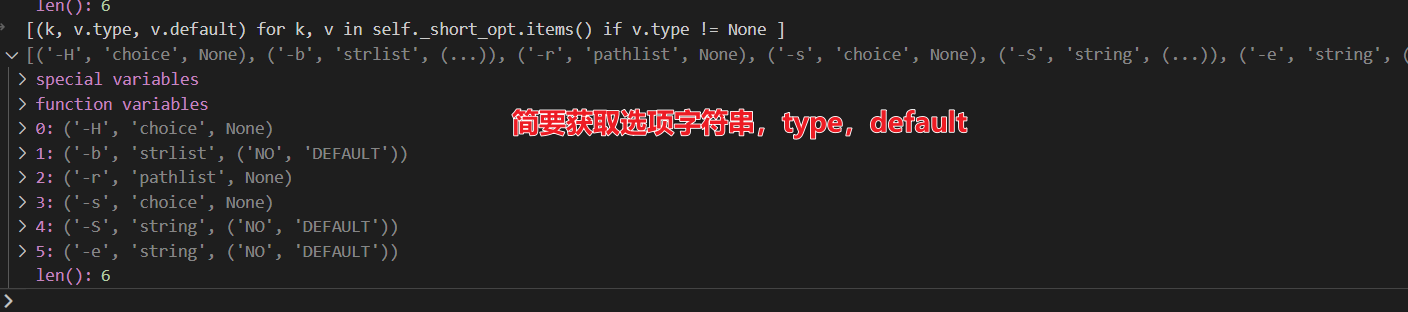 len(): 6
[(k, v.type, v.default) for k, v in self._short_opt.items() if v.type != None ]
[('-H', 'choice', None), ('-b', 'strlist', (...)), ('-r', 'pathlist', None), ('-s', 'choice', None), ('-S', 'string', (...)), ('-e', 'string', (
special variables
function variables
简要获取选项字符串，type，default
0: ('-H', 'choice', None)
1: ('-b', 'strlist', ('NO', 'DEFAULT'))
2: ('-r', 'pathlist', None)
3: ('-s', 'choice', None)
4: ('-S', 'string', ('NO', 'DEFAULT'))
5: ('-e', 'string', ('NO', 'DEFAULT'))
len(): 6